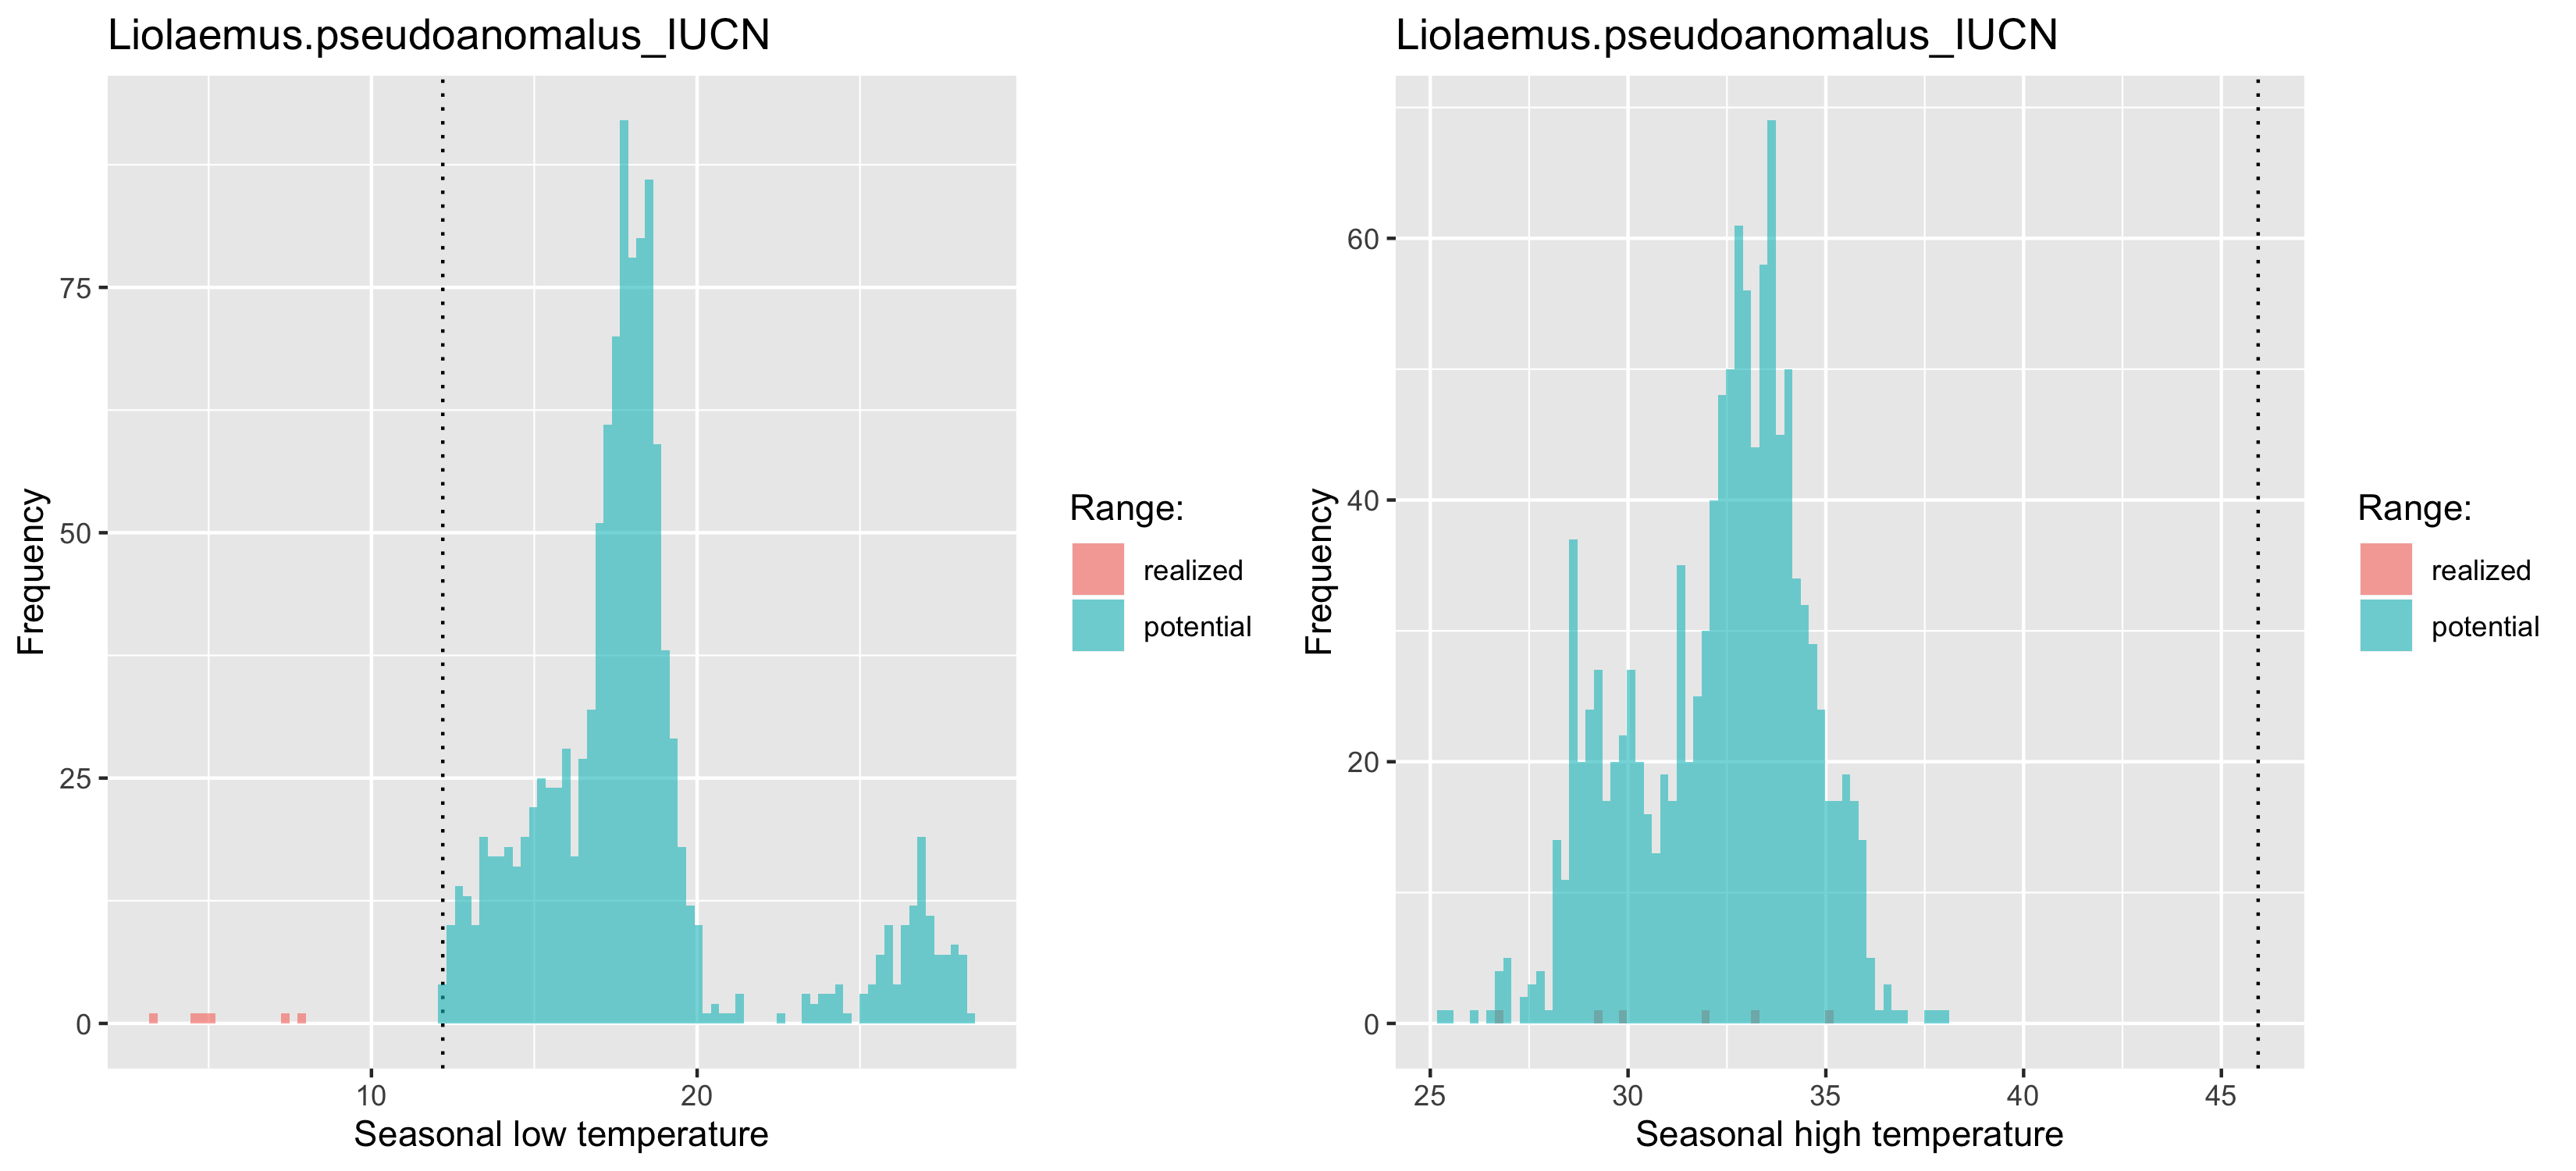 Liolaemus.pseudoanomalus_IUCN
Frequency
75
50
25
0
10
20
Seasonal low temperature
Range:
realized
potential
Liolaemus.pseudoanomalus_IUCN
Frequency
60
40
20
0
25
30
35
40
45
Seasonal high temperature
Range:
realized
potential